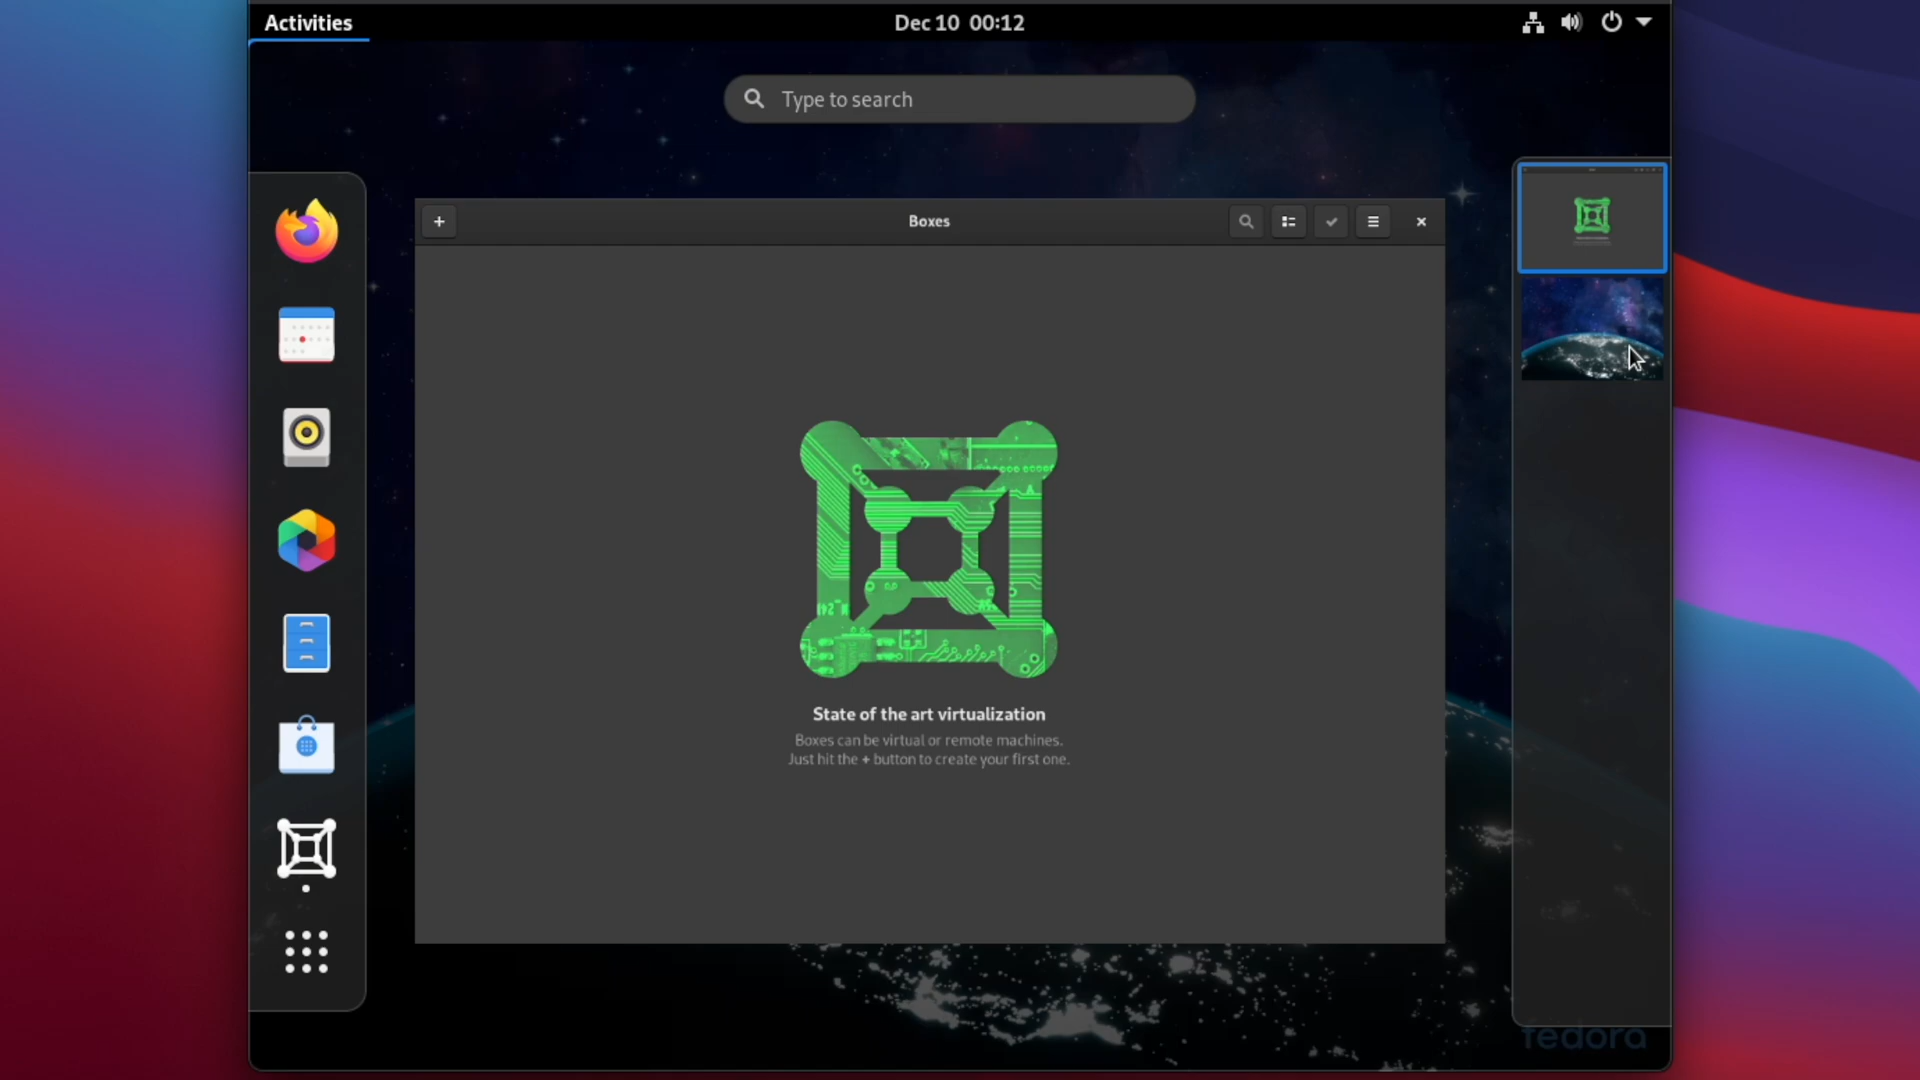 Activities
Dec 10 00:12
Type to search
Boxes
State of the art virtualization
Boxes can be virtual or remote machines.
Just hit the + button to create your first one.
fedora